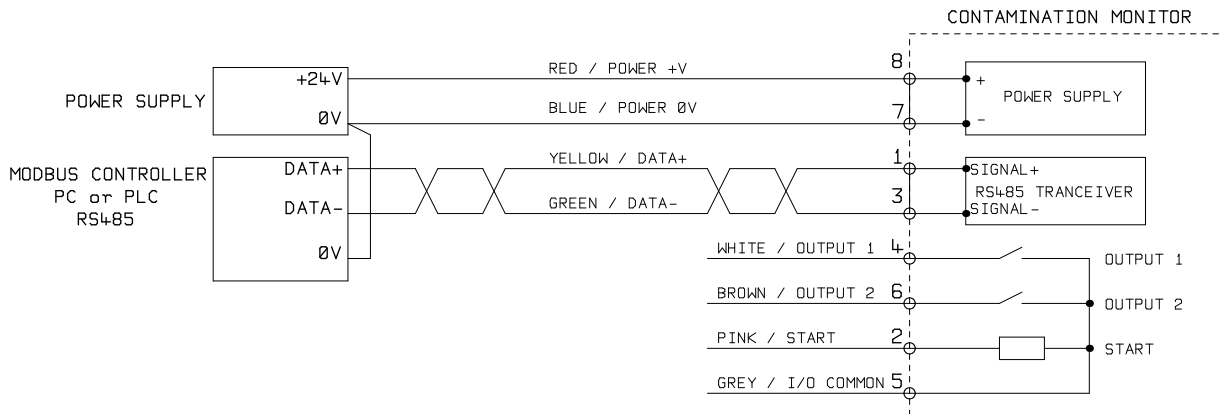 CONTAMINATION MONITOR
POWER SUPPLY
+24V
0V
RED / POWER +V
8
BLUE / POWER 0V
7
+
POWER SUPPLY
-
MODBUS CONTROLLER
PC or PLC
RS485
DATA+
DATA-
0V
YELLOW / DATA+
1
GREEN / DATA-
3
SIGNAL+
RS485 TRANCEIVER
SIGNAL-
WHITE / OUTPUT 1
4
OUTPUT 1
BROWN / OUTPUT 2
6
OUTPUT 2
PINK / START
2
START
GREY / I/O COMMON
5